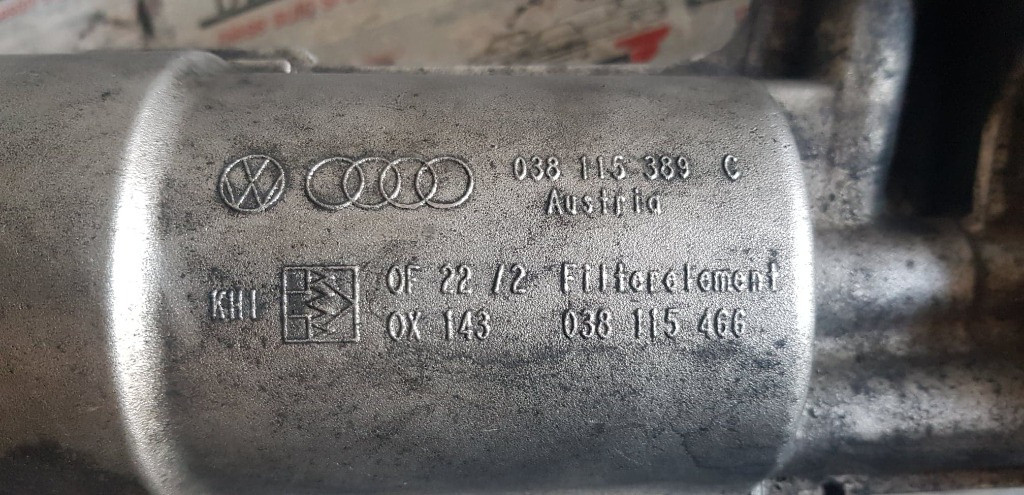 038 115 389 C
Austria
KHI
OF 22 /2 Filterelement
OX 143 038 115 466